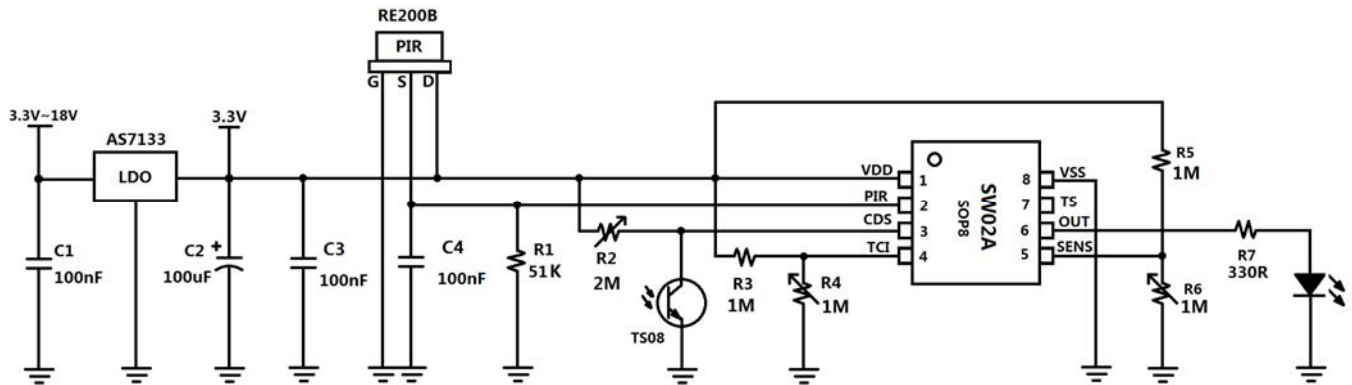 RE200B
PIR
G S D
3.3V~18V
AS7133
LDO
3.3V
C1
100nF
C2
+
100uF
C3
100nF
C4
100nF
R1
51K
R2
2M
TS08
R3
1M
R4
1M
VDD
PIR
CDS
TCI
1
2
3
4
SW02A
SOP8
8
7
6
5
VSS
TS
OUT
SENS
R5
1M
R6
1M
R7
330R